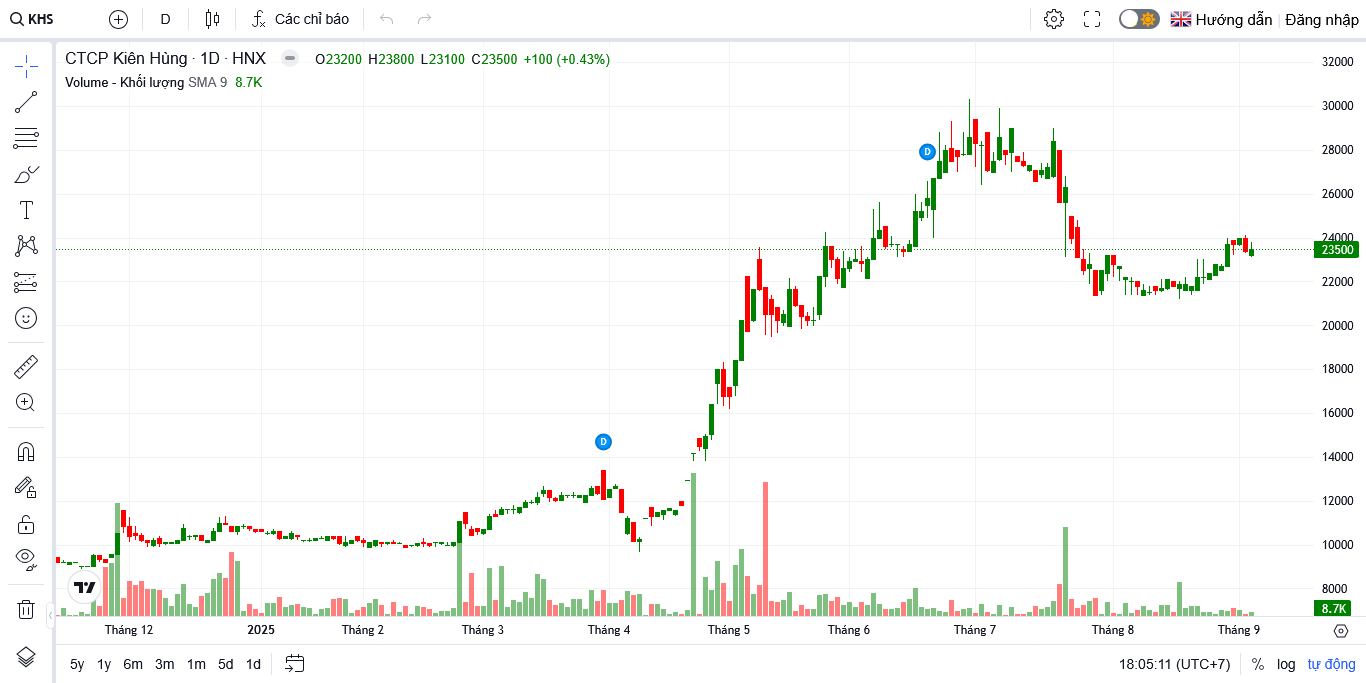 KHS D Các chỉ báo Hướng dẫn Đăng nhập
CTCP Kiên Hùng · 1D · HNX O23200 H23800 L23100 C23500 +100 (+0.43%)
Volume - Khối lượng SMA 9 8.7K
32000
30000
28000
26000
24000
23500
22000
20000
18000
16000
14000
12000
10000
8000
8.7K
D
D
Tháng 12 2025 Tháng 2 Tháng 3 Tháng 4 Tháng 5 Tháng 6 Tháng 7 Tháng 8 Tháng 9
5y 1y 6m 3m 1m 5d 1d 18:05:11 (UTC+7) % log tự động